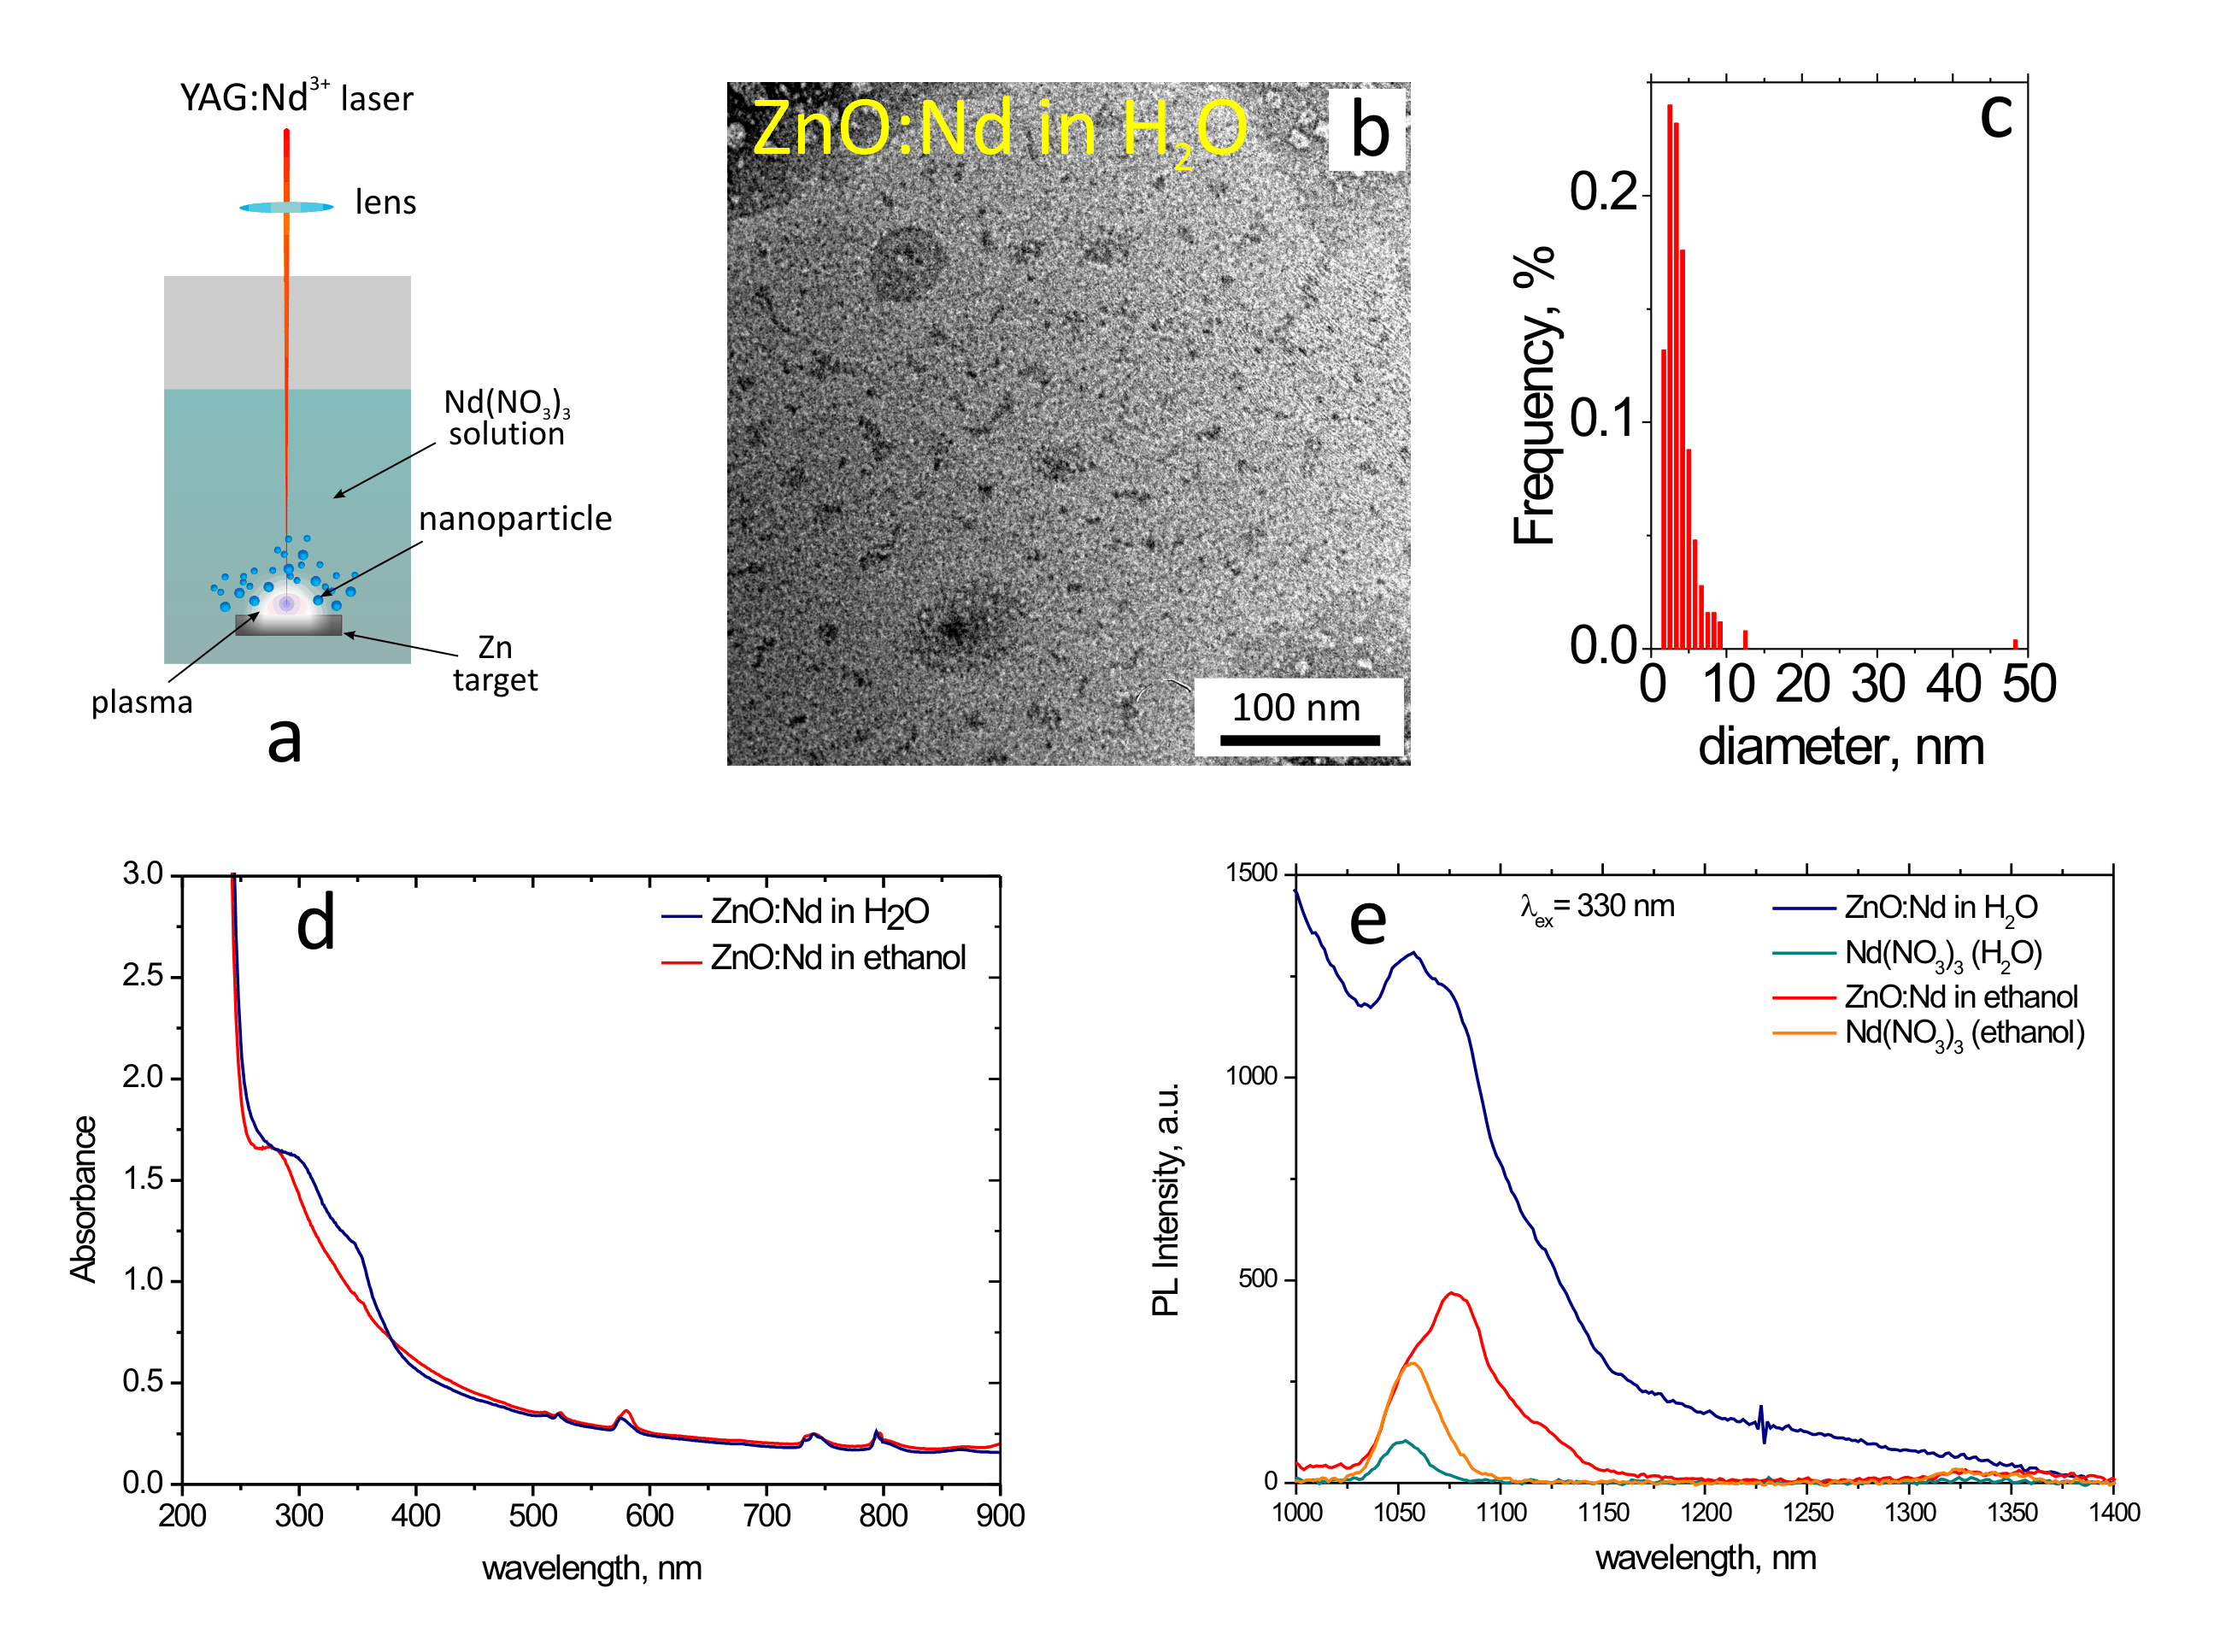 YAG:Nd³⁺ laser
lens
Nd(NO₃)₃
solution
nanoparticle
Zn
target
plasma
a
ZnO:Nd in H₂O
b
100 nm
c
Frequency, %
0.2
0.1
0.0
0 10 20 30 40 50
diameter, nm
d
Absorbance
3.0
2.5
2.0
1.5
1.0
0.5
0.0
200 300 400 500 600 700 800 900
wavelength, nm
ZnO:Nd in H2O
ZnO:Nd in ethanol
e
λex= 330 nm
ZnO:Nd in H₂O
Nd(NO₃)₃ (H₂O)
ZnO:Nd in ethanol
Nd(NO₃)₃ (ethanol)
PL Intensity, a.u.
1500
1000
500
0
1000 1050 1100 1150 1200 1250 1300 1350 1400
wavelength, nm